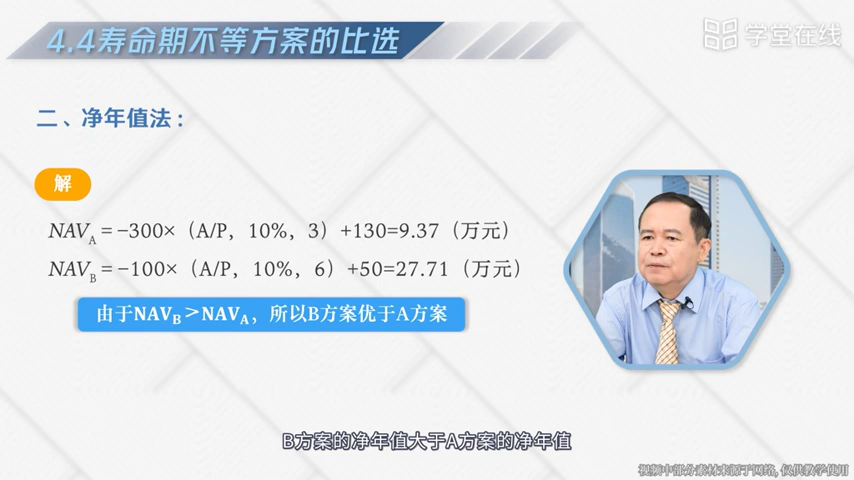 4.4寿命期不等方案的比选
学堂在线
二、净年值法：
解
NAVA＝−300×（A/P，10%，3）+130=9.37（万元）
NAVB＝−100×（A/P，10%，6）+50=27.71（万元）
由于NAVB＞NAVA，所以B方案优于A方案
B方案的净年值大于A方案的净年值
视频中部分素材来源于网络，仅供教学使用